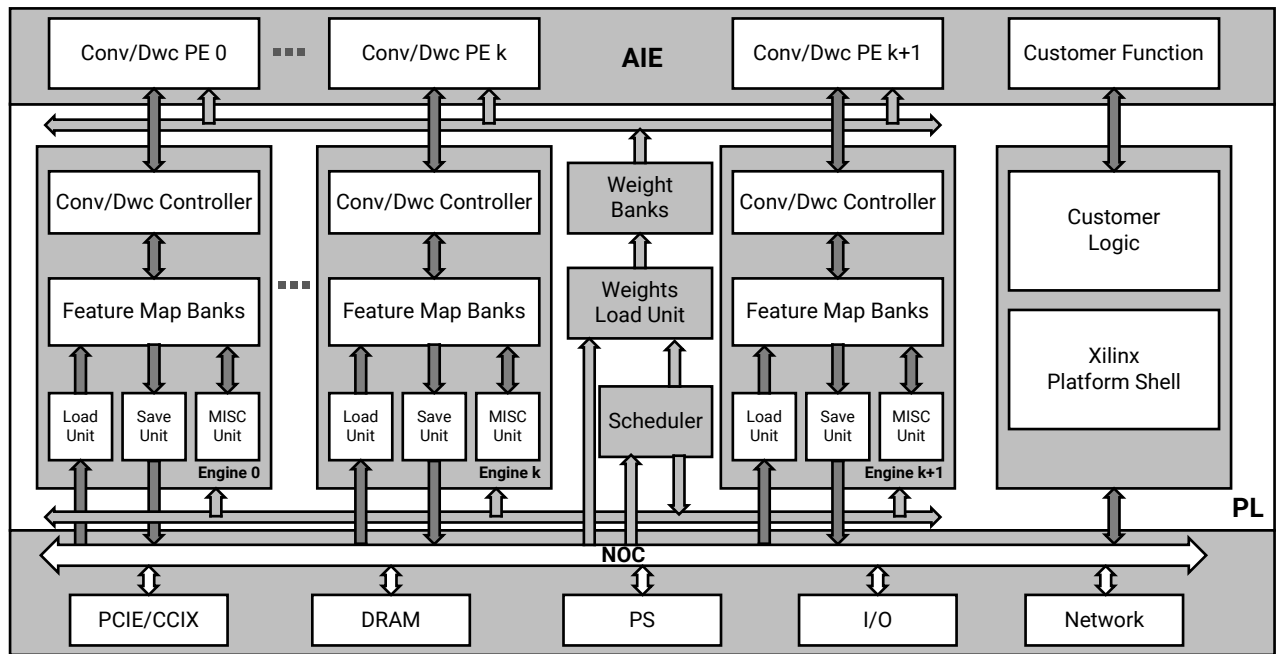 Conv/Dwc PE 0
Conv/Dwc PE k
AIE
Conv/Dwc PE k+1
Customer Function
Conv/Dwc Controller
Conv/Dwc Controller
Weight
Banks
Conv/Dwc Controller
Customer
Logic
Feature Map Banks
Feature Map Banks
Weights
Load Unit
Feature Map Banks
Xilinx
Platform Shell
Load
Unit
Save
Unit
MISC
Unit
Engine 0
Load
Unit
Save
Unit
MISC
Unit
Engine k
Scheduler
Load
Unit
Save
Unit
MISC
Unit
Engine k+1
PL
NOC
PCIE/CCIX
DRAM
PS
I/O
Network